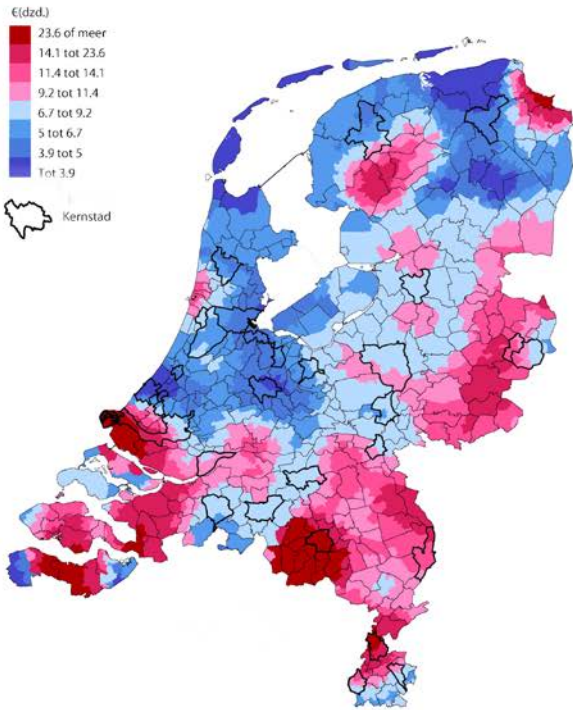 €(dzd.)
23.6 of meer
14.1 tot 23.6
11.4 tot 14.1
9.2 tot 11.4
6.7 tot 9.2
5 tot 6.7
3.9 tot 5
Tot 3.9
Kernstad